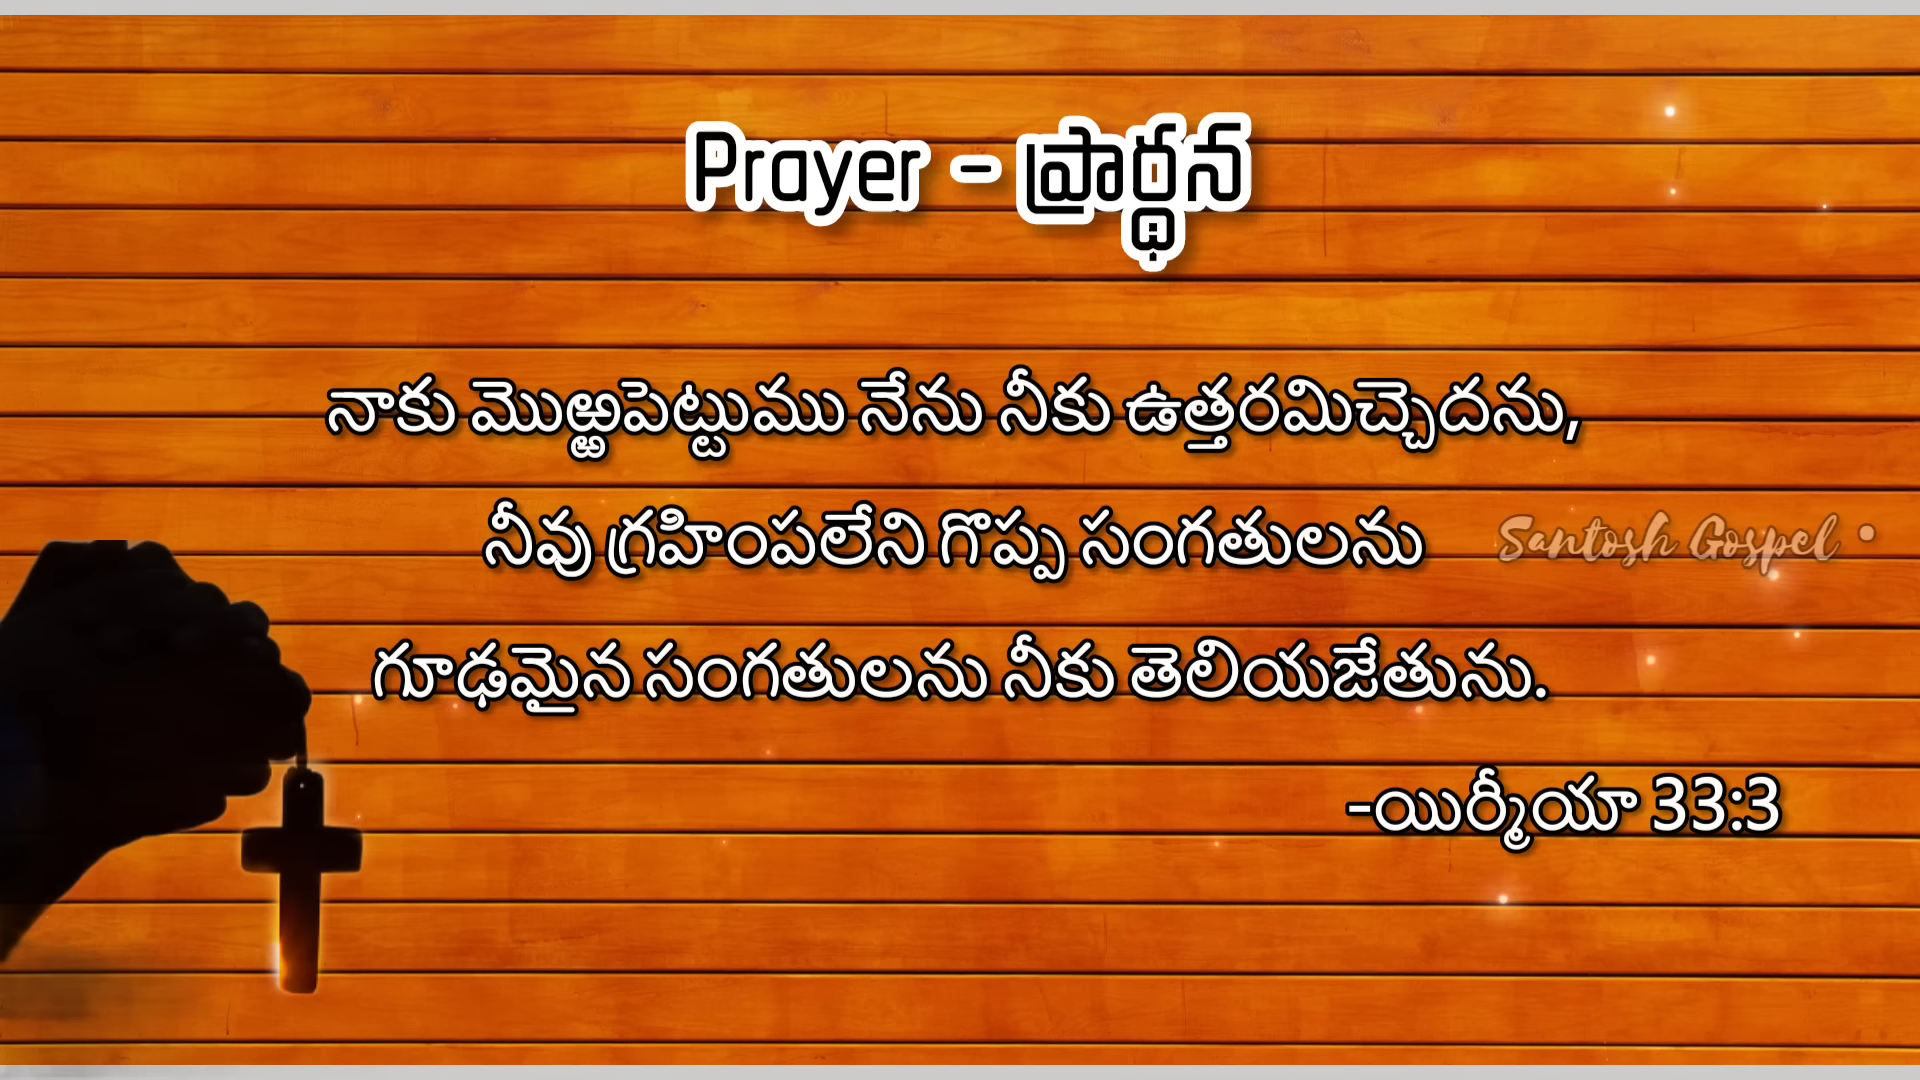 Prayer - ప్రార్థన
నాకు మొఱ్ఱపెట్టుము నేను నీకు ఉత్తరమిచ్చెదను,
నీవు గ్రహింపలేని గొప్ప సంగతులను
Santosh Gospel
గూఢమైన సంగతులను నీకు తెలియజేతును.
-యిర్మీయా 33:3